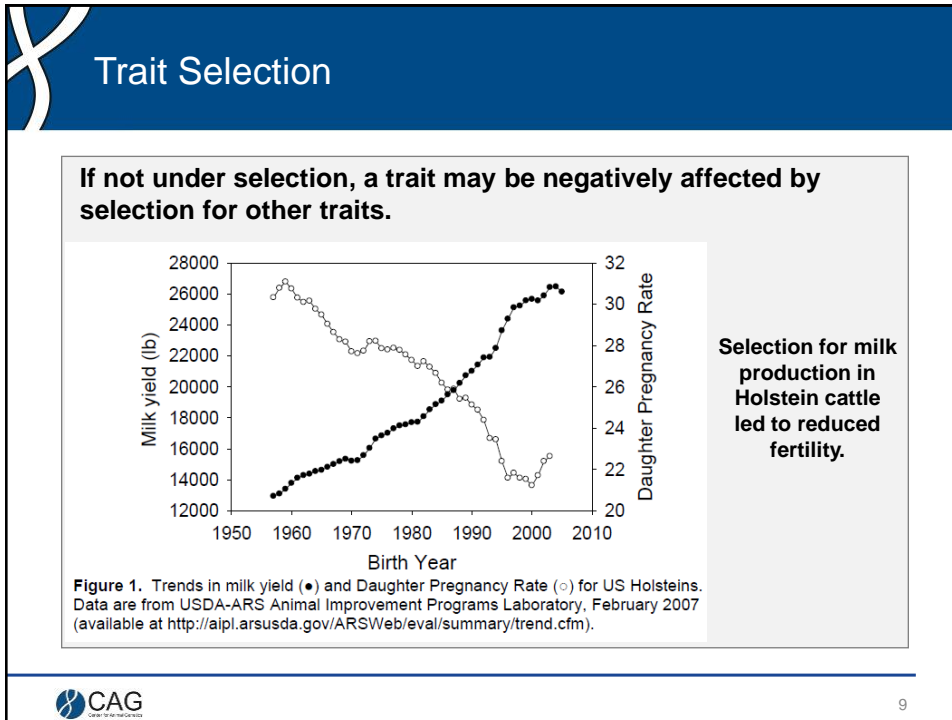 Trait Selection
If not under selection, a trait may be negatively affected by
selection for other traits.
28000
26000
24000
22000
20000
18000
16000
14000
12000
Milk yield (lb)
32
30
28
26
24
22
20
Daughter Pregnancy Rate
1950 1960 1970 1980 1990 2000 2010
Birth Year
Figure 1. Trends in milk yield (●) and Daughter Pregnancy Rate (○) for US Holsteins.
Data are from USDA-ARS Animal Improvement Programs Laboratory, February 2007
(available at http://aipl.arsusda.gov/ARSWeb/eval/summary/trend.cfm).
Selection for milk
production in
Holstein cattle
led to reduced
fertility.
CAG
Center for Animal Genetics
9